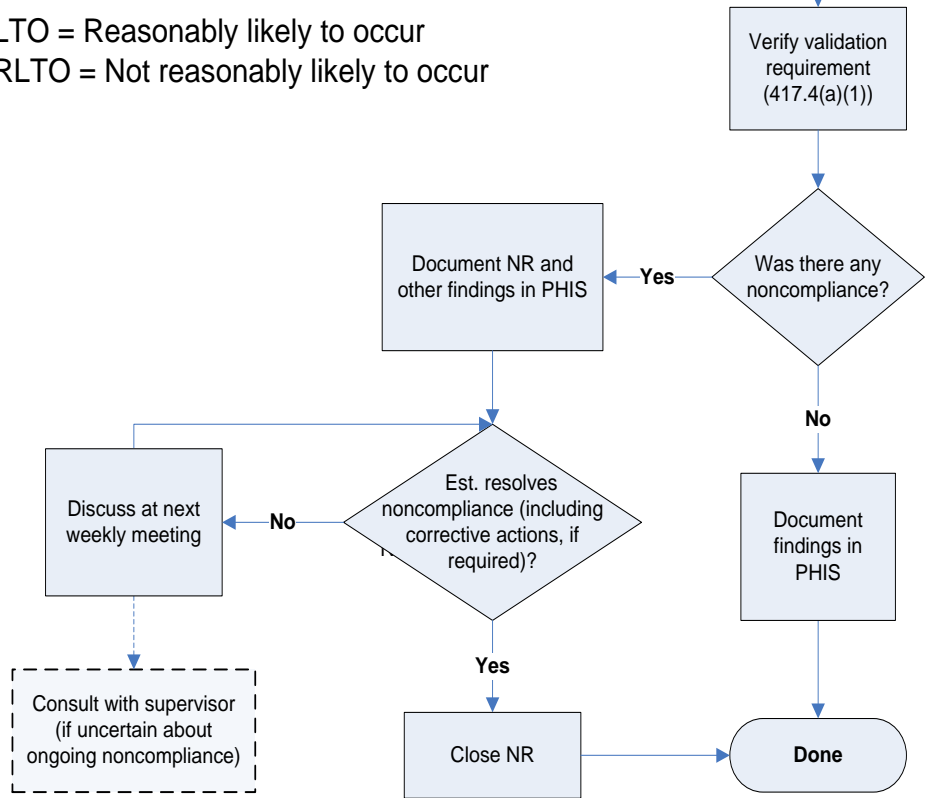 LTO = Reasonably likely to occur
RLTO = Not reasonably likely to occur
Verify validation
requirement
(417.4(a)(1))
Document NR and
other findings in PHIS
Yes
Was there any
noncompliance?
No
Discuss at next
weekly meeting
No
Est. resolves
noncompliance (including
corrective actions, if
required)?
Document
findings in
PHIS
Yes
Consult with supervisor
(if uncertain about
ongoing noncompliance)
Close NR
Done